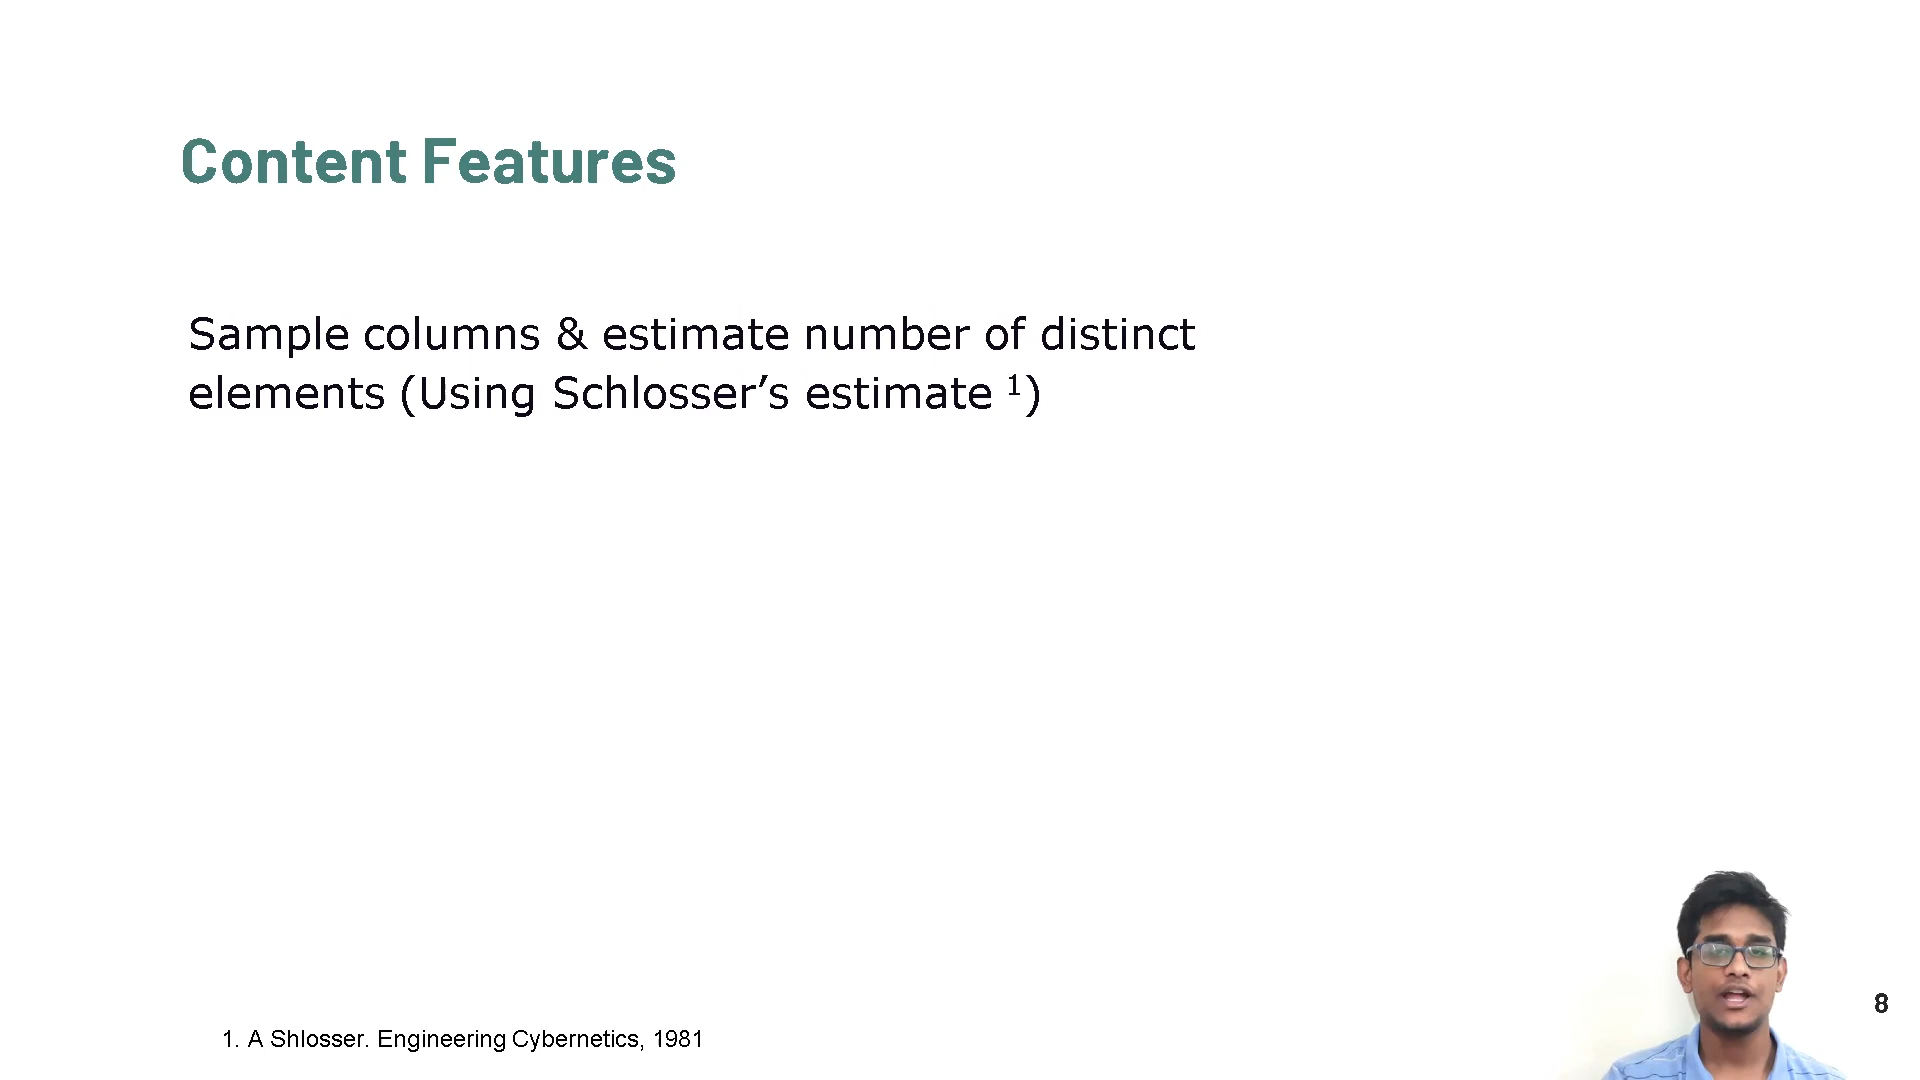 Content Features
Sample columns & estimate number of distinct
elements (Using Schlosser’s estimate 1)
8
1. A Shlosser. Engineering Cybernetics, 1981